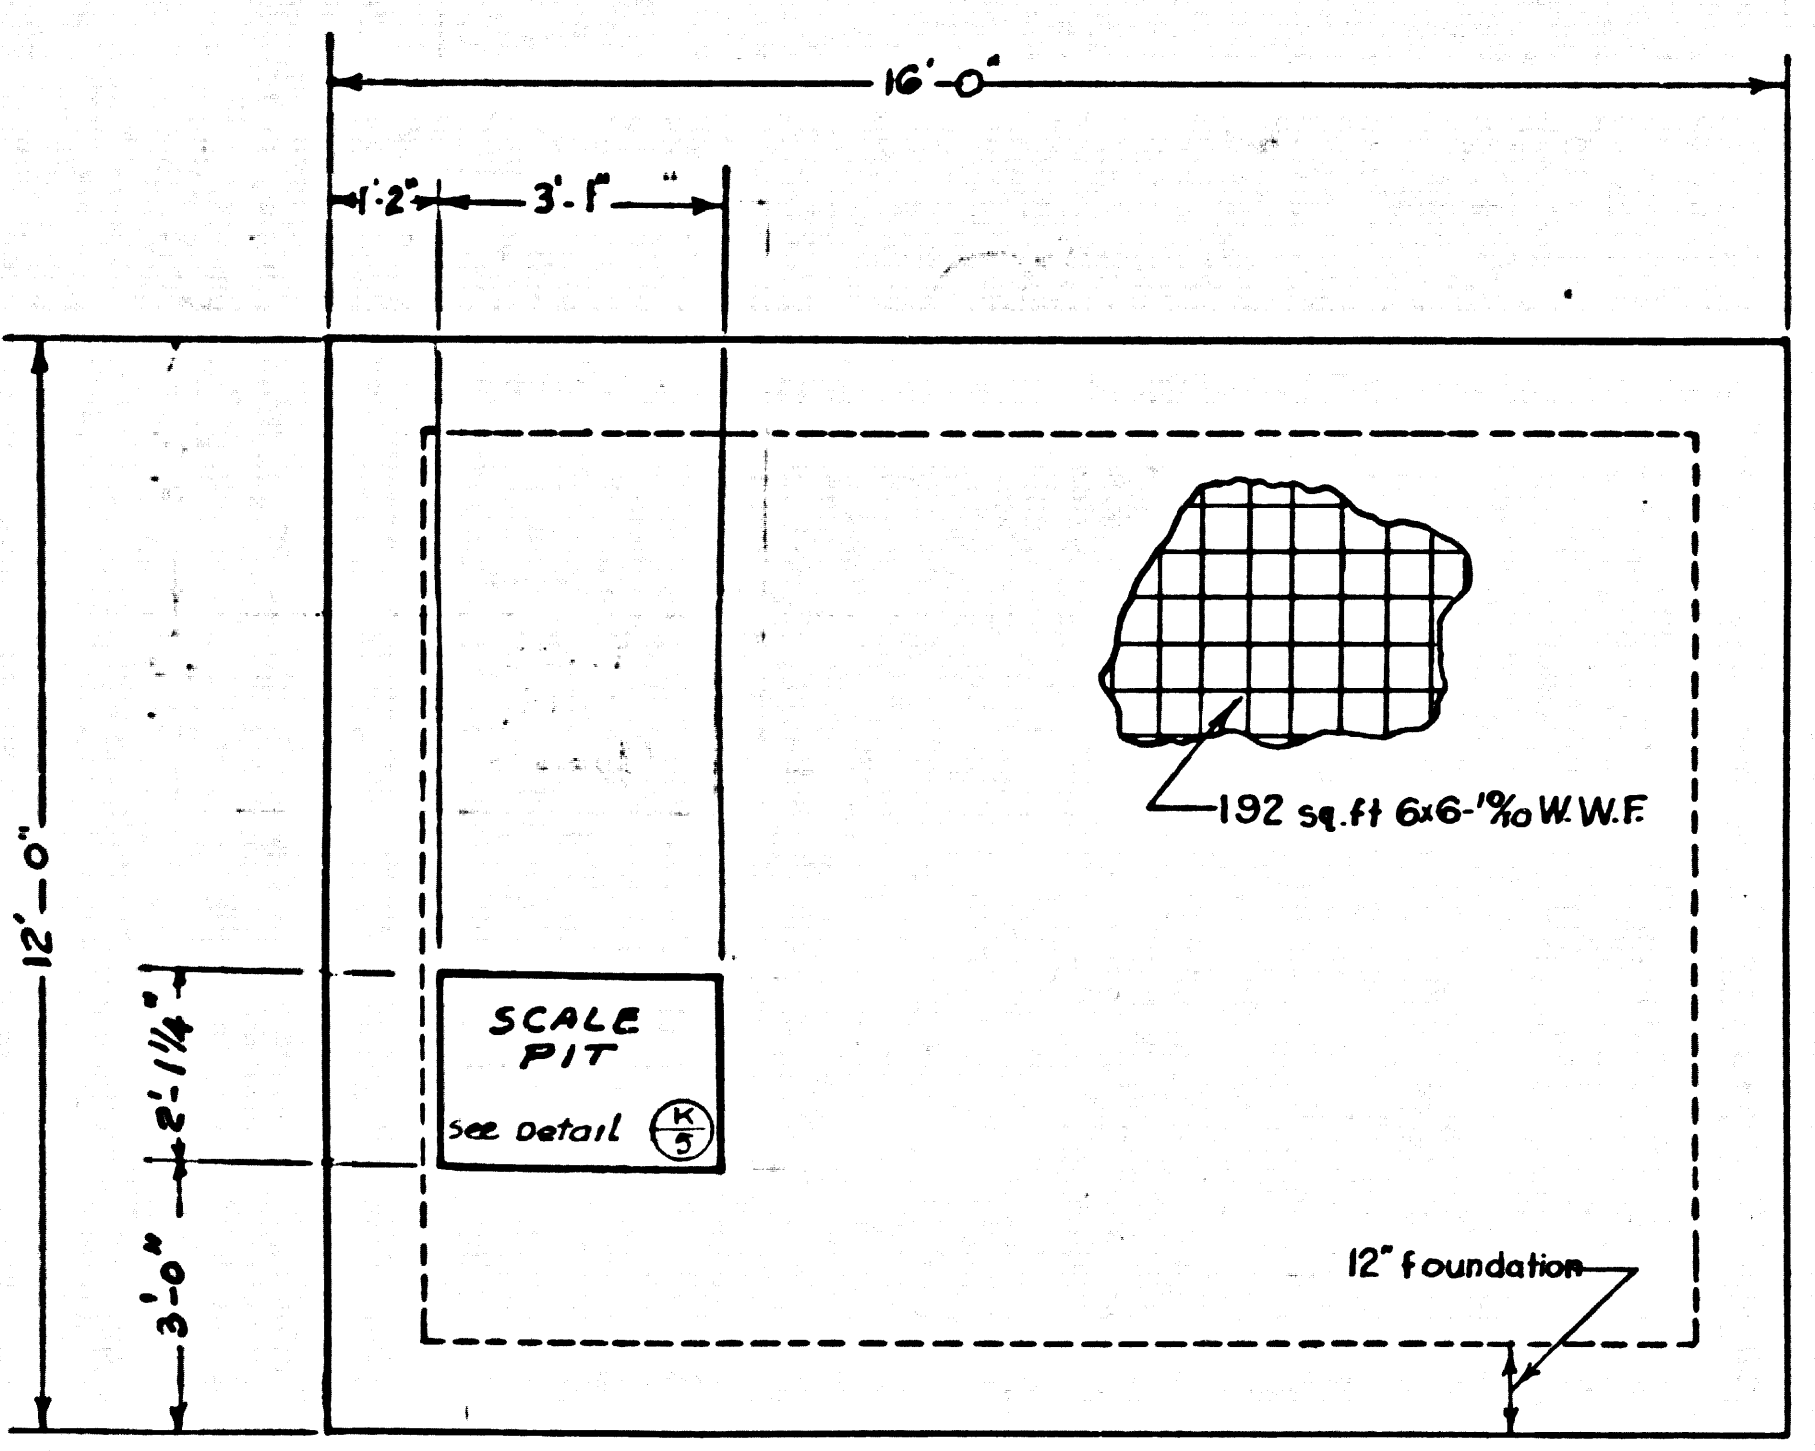 16'-0"
1'-2"
3'-1"
192 sq.ft 6x6-10/10 W.W.F.
12'-0"
2'-1 1/4"
SCALE
PIT
see Detail K/5
3'-0"
12" foundation